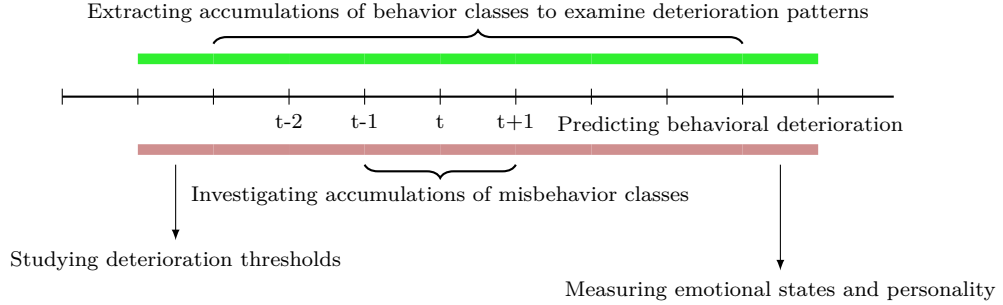 Extracting accumulations of behavior classes to examine deterioration patterns
t-2 t-1 t t+1 Predicting behavioral deterioration
Investigating accumulations of misbehavior classes
Studying deterioration thresholds
Measuring emotional states and personality